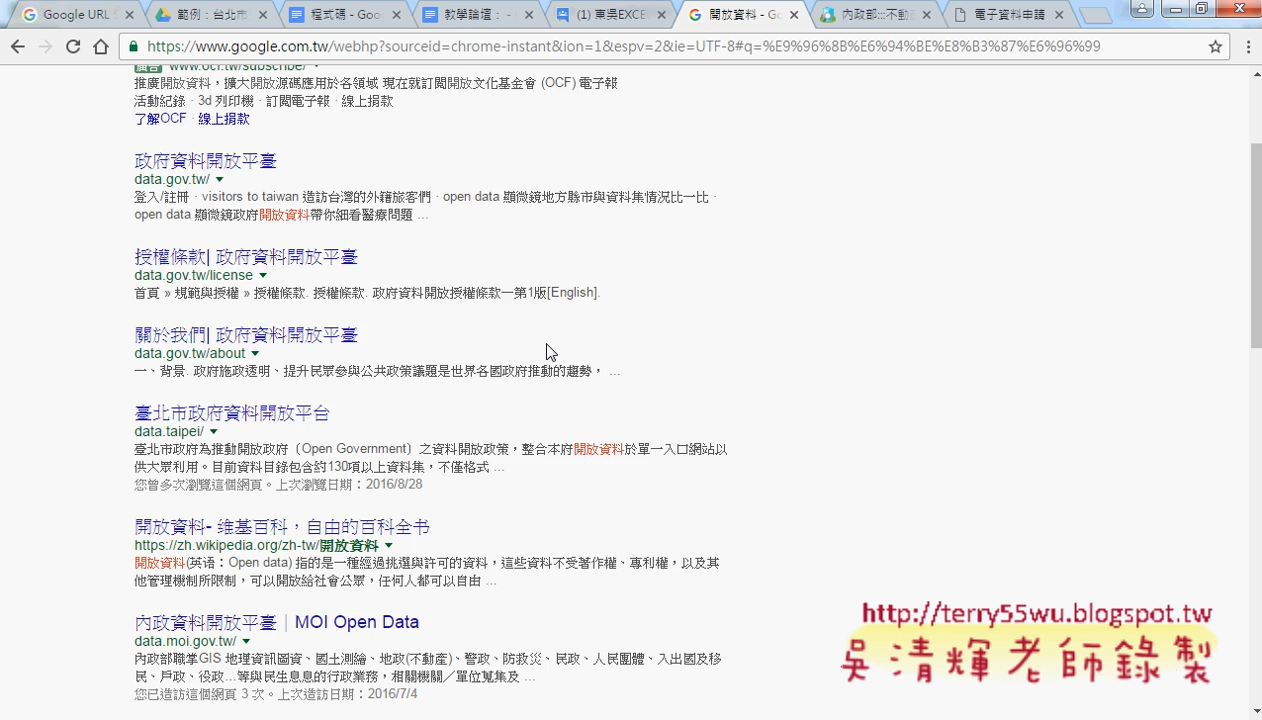 Google URL S
範例：台北市
程式碼 - Goo
教學論壇： -
(1) 東吳EXCE
開放資料 - Go
內政部:::不動
電子資料申請
https://www.google.com.tw/webhp?sourceid=chrome-instant&ion=1&espv=2&ie=UTF-8#q=%E9%96%8B%E6%94%BE%E8%B3%87%E6%96%99
廣告 www.ocf.tw/subscribe/
推廣開放資料，擴大開放源碼應用於各領域 現在就訂閱開放文化基金會 (OCF) 電子報
活動紀錄 · 3d 列印機 · 訂閱電子報 · 線上捐款
了解OCF · 線上捐款
政府資料開放平臺
data.gov.tw/
登入/註冊 · visitors to taiwan 造訪台灣的外籍旅客們 · open data 顯微鏡地方縣市與資料集情況比一比 ·
open data 顯微鏡政府開放資料帶你細看醫療問題 ...
授權條款| 政府資料開放平臺
data.gov.tw/license
首頁 » 規範與授權 » 授權條款. 授權條款. 政府資料開放授權條款－第1版[English].
關於我們| 政府資料開放平臺
data.gov.tw/about
一、背景. 政府施政透明、提升民眾參與公共政策議題是世界各國政府推動的趨勢， ...
臺北市政府資料開放平台
data.taipei/
臺北市政府為推動開放政府〔Open Government〕之資料開放政策，整合本府開放資料於單一入口網站以
供大眾利用。目前資料目錄包含約130項以上資料集，不僅格式 ...
您曾多次瀏覽這個網頁。上次瀏覽日期：2016/8/28
開放資料- 维基百科，自由的百科全书
https://zh.wikipedia.org/zh-tw/開放資料
開放資料(英语：Open data) 指的是一種經過挑選與許可的資料，這些資料不受著作權、專利權，以及其
他管理機制所限制，可以開放給社會公眾，任何人都可以自由 ...
內政資料開放平臺｜MOI Open Data
data.moi.gov.tw/
內政部職掌GIS 地理資訊圖資、國土測繪、地政(不動產)、警政、防救災、民政、人民團體、入出國及移
民、戶政、役政...等與民生息息的行政業務，相關機關／單位蒐集及 ...
您已造訪這個網頁 3 次。上次造訪日期：2016/7/4
http://terry55wu.blogspot.tw
吳清輝老師錄製